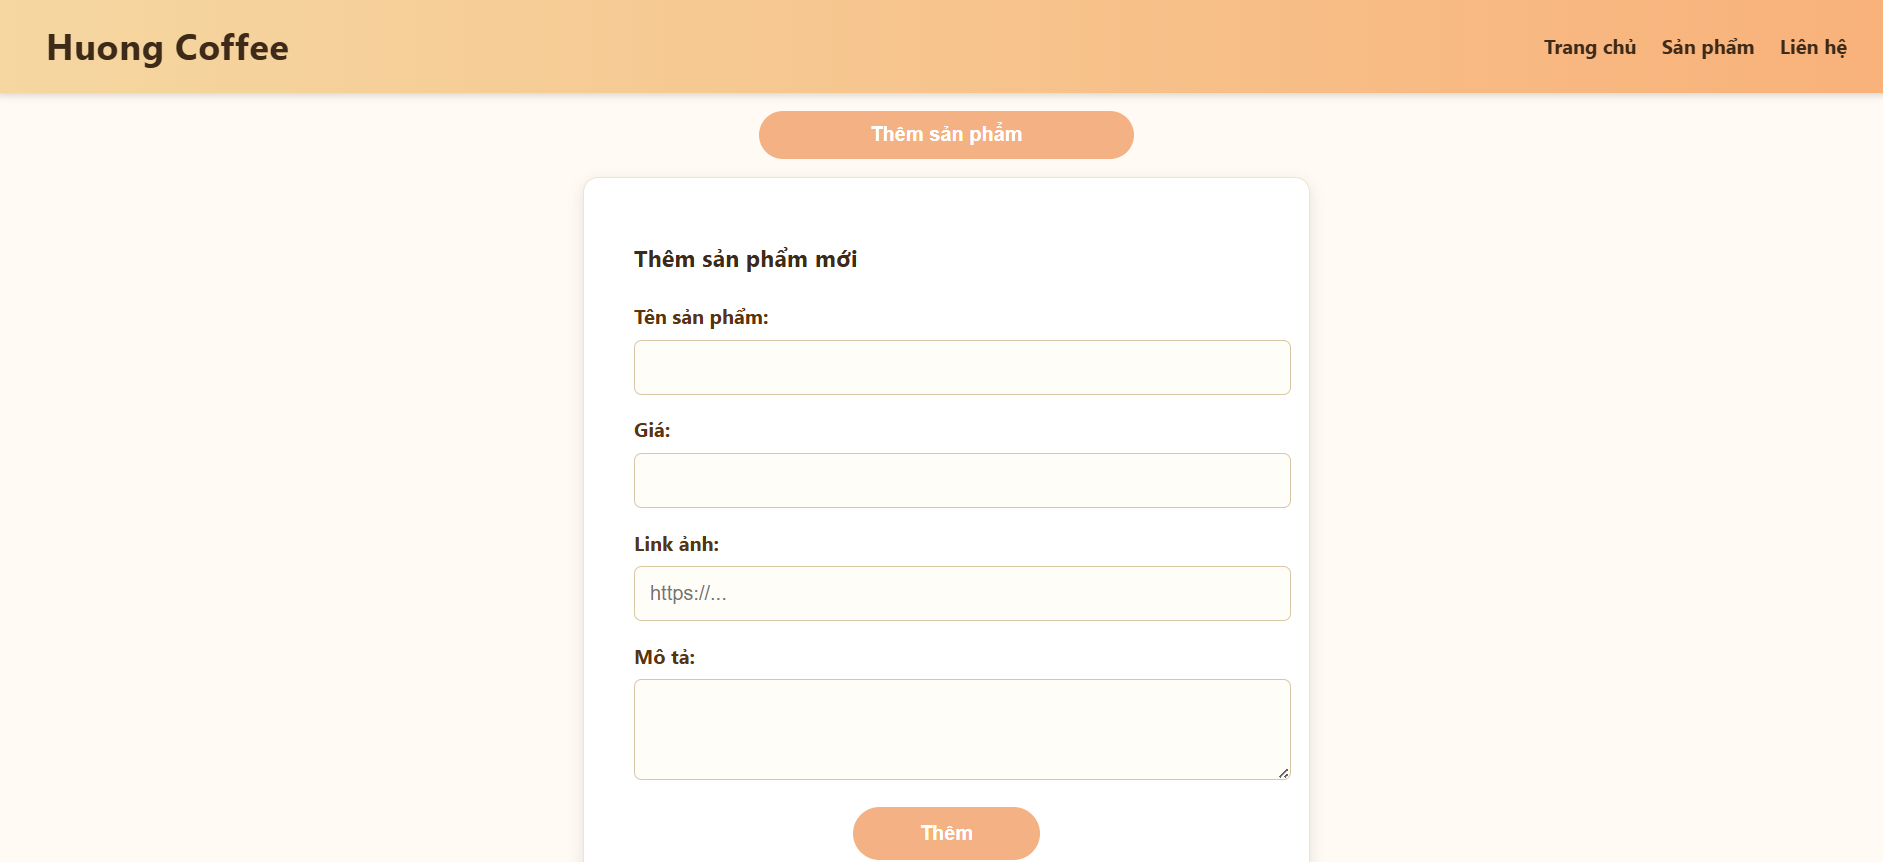 Huong Coffee
Trang chủ Sản phẩm Liên hệ
Thêm sản phẩm
Thêm sản phẩm mới
Tên sản phẩm:
Giá:
Link ảnh:
https://...
Mô tả:
Thêm